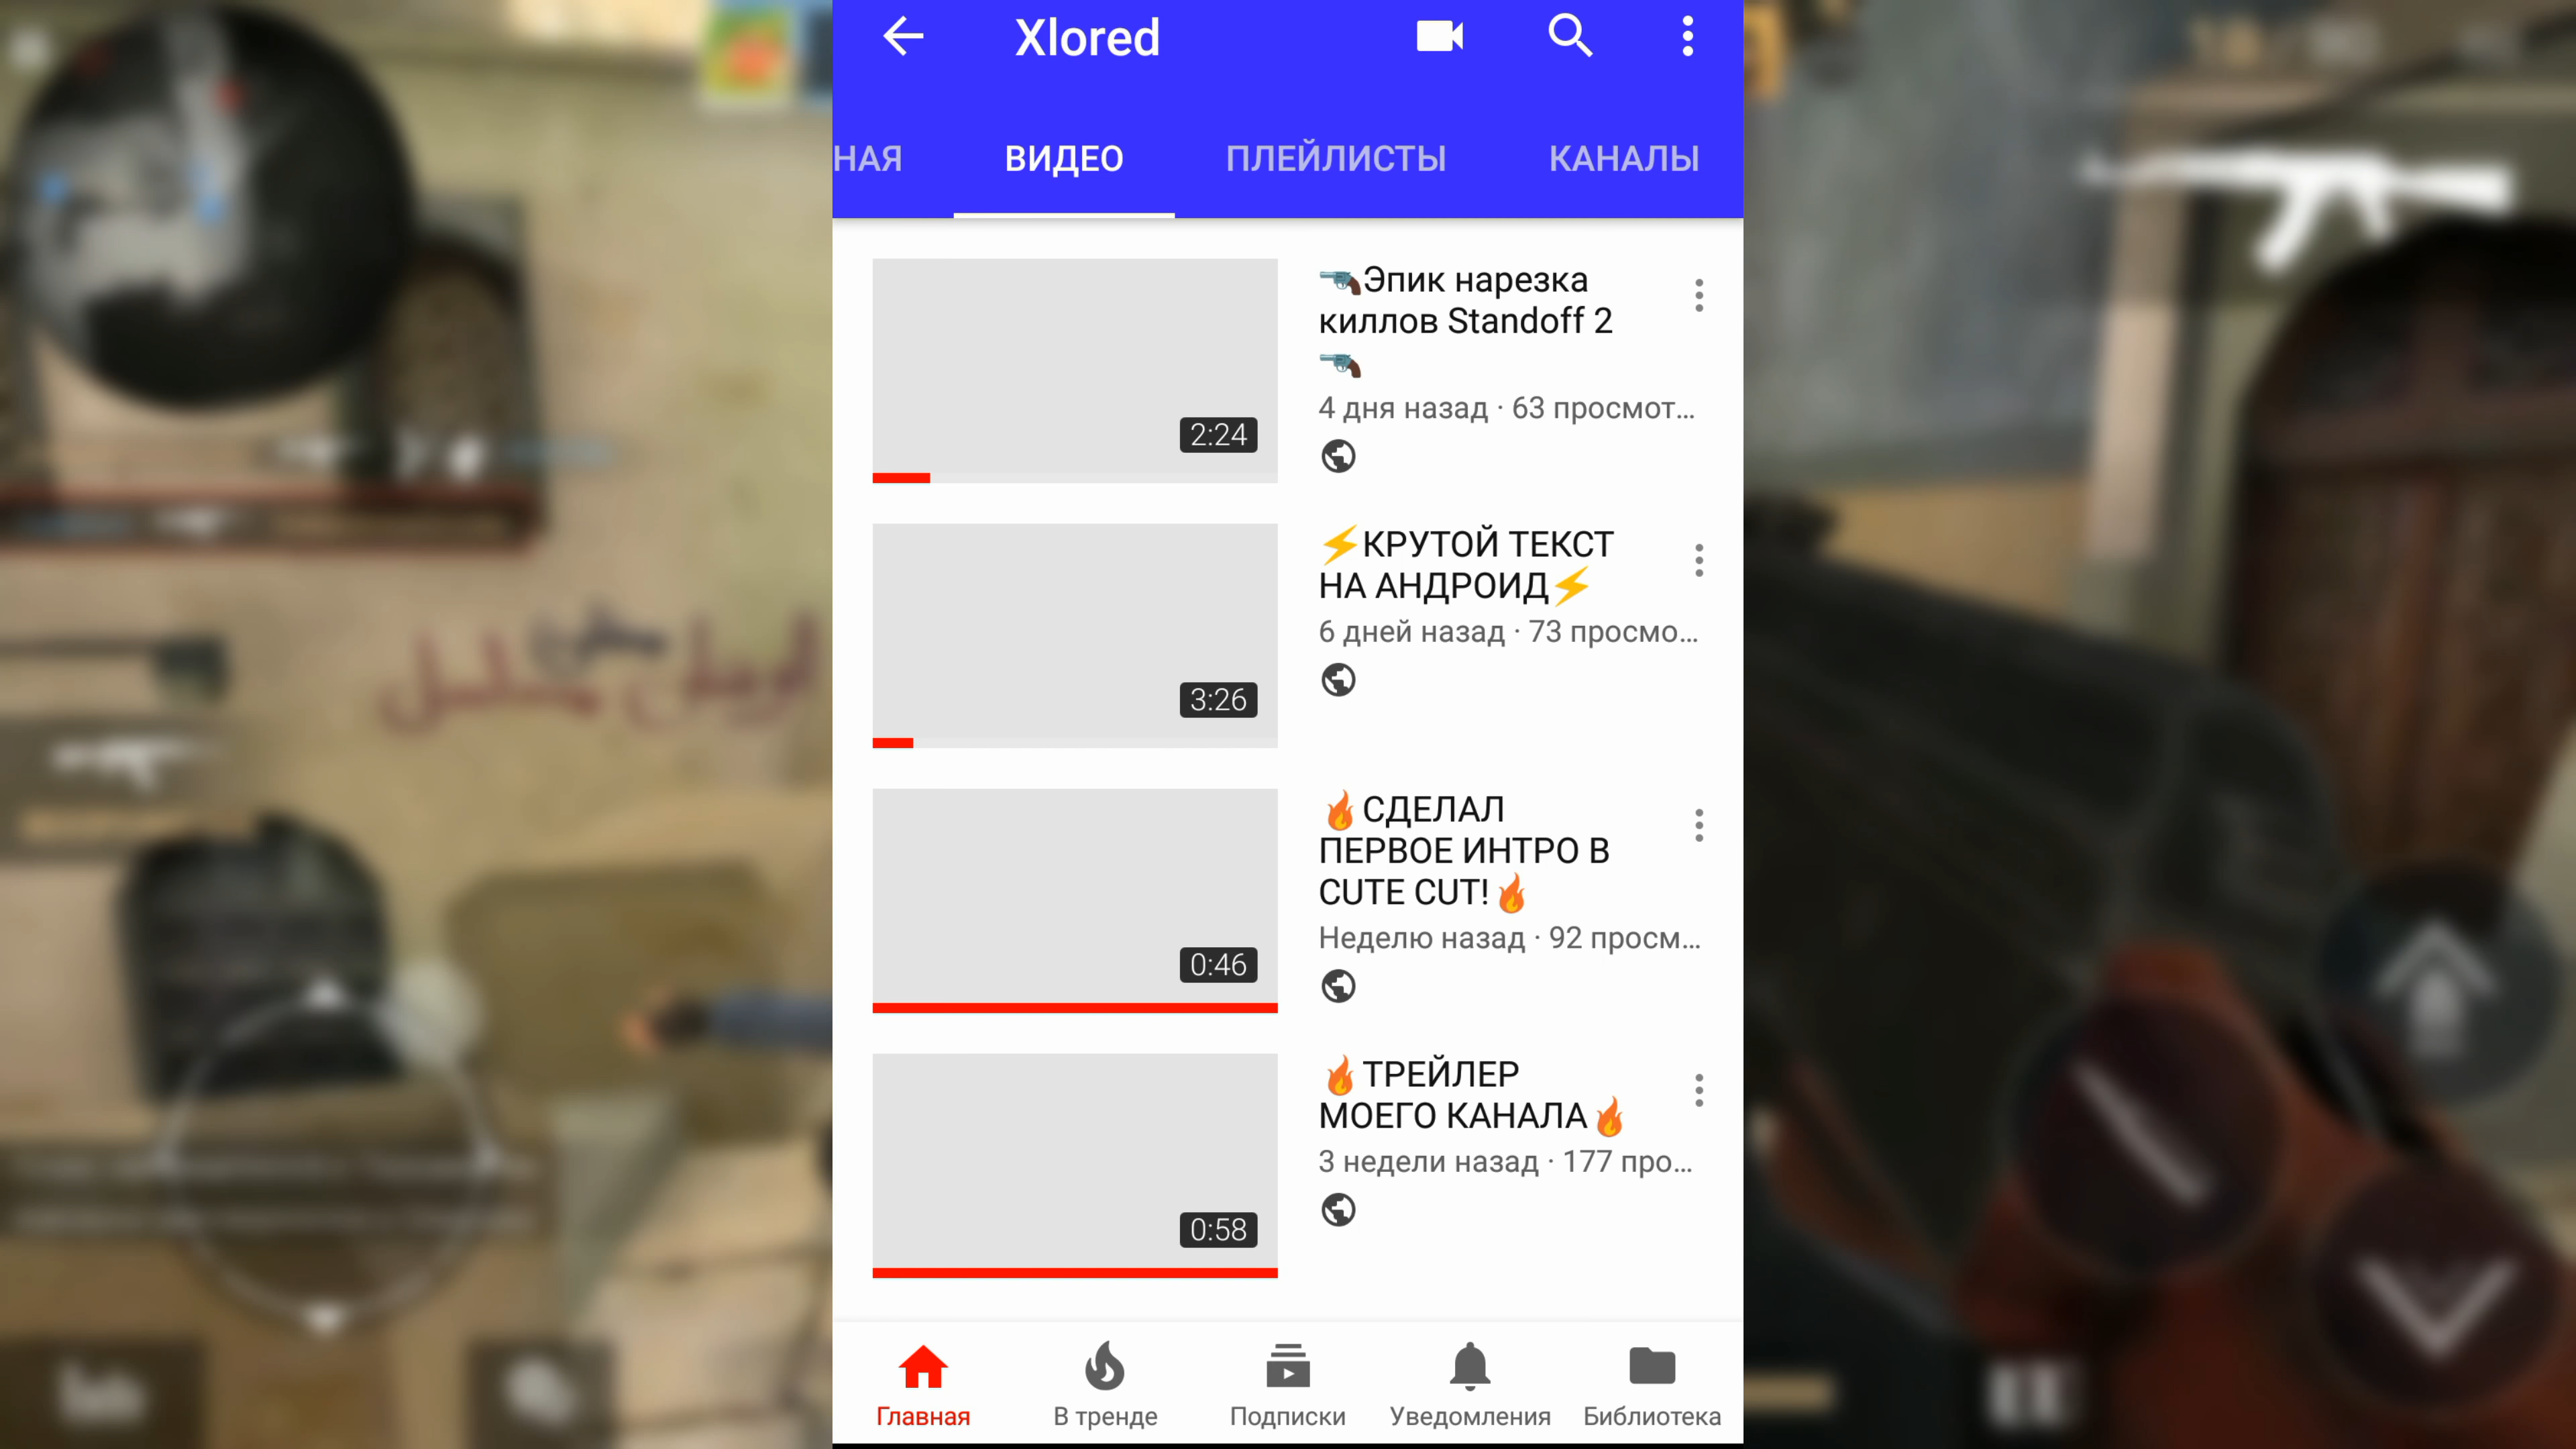 Xlored
НАЯ ВИДЕО ПЛЕЙЛИСТЫ КАНАЛЫ
🔫Эпик нарезка
киллов Standoff 2
🔫
4 дня назад · 63 просмот...
2:24
⚡КРУТОЙ ТЕКСТ
НА АНДРОИД⚡
6 дней назад · 73 просмо...
3:26
🔥СДЕЛАЛ
ПЕРВОЕ ИНТРО В
CUTE CUT!🔥
Неделю назад · 92 просм...
0:46
🔥ТРЕЙЛЕР
МОЕГО КАНАЛА🔥
3 недели назад · 177 про...
0:58
Главная В тренде Подписки Уведомления Библиотека